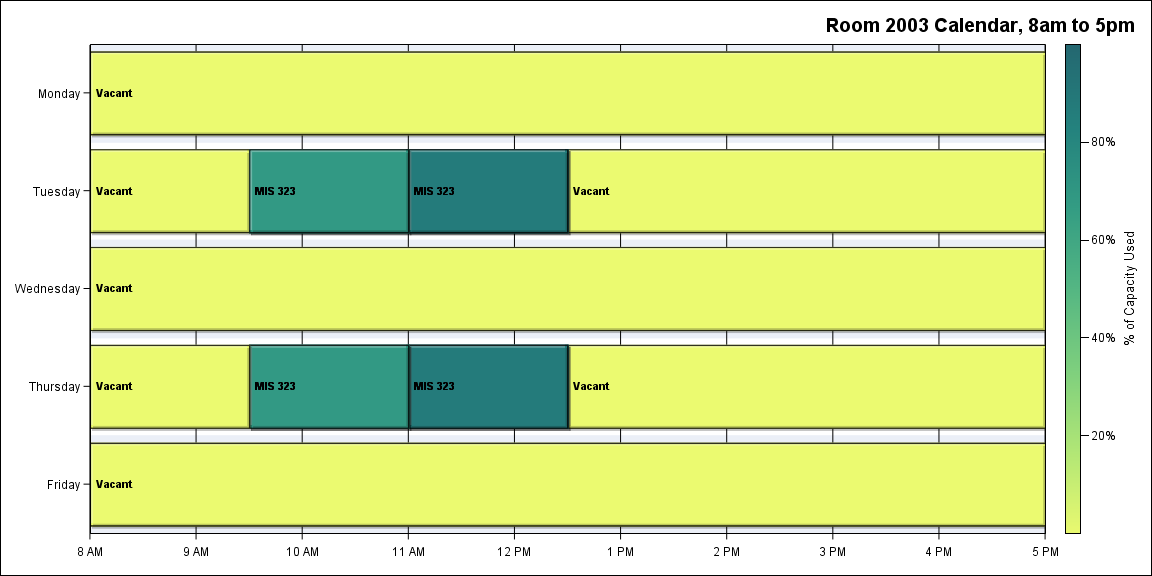 Room 2003 Calendar, 8am to 5pm
Monday
Vacant
80%
Tuesday
Vacant
MIS 323
MIS 323
Vacant
60%
% of Capacity Used
Wednesday
Vacant
40%
Thursday
Vacant
MIS 323
MIS 323
Vacant
20%
Friday
Vacant
8 AM 9 AM 10 AM 11 AM 12 PM 1 PM 2 PM 3 PM 4 PM 5 PM